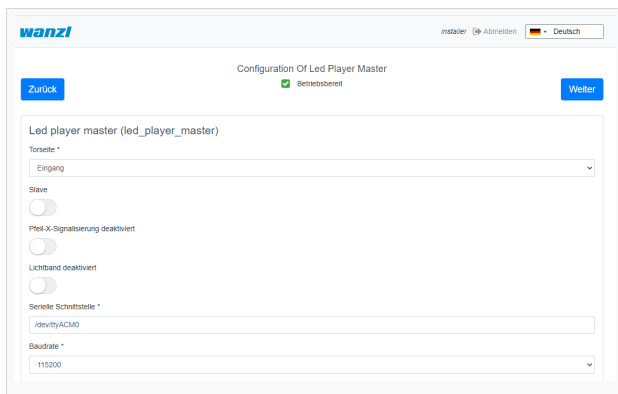 wanzl
installer Abmelden Deutsch
Configuration Of Led Player Master
Betriebsbereit
Zurück
Weiter
Led player master (led_player_master)
Torseite *
Eingang
Slave
Pfeil-X-Signalisierung deaktiviert
Lichtband deaktiviert
Serielle Schnittstelle *
/dev/ttyACM0
Baudrate *
115200